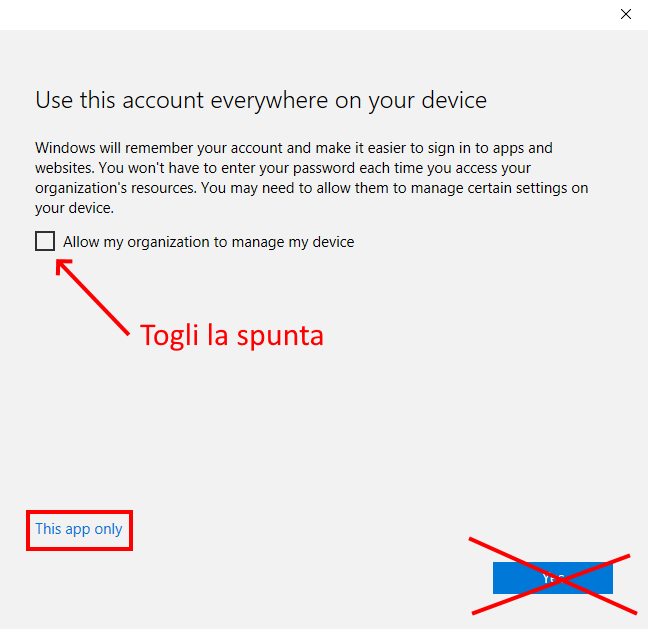 Use this account everywhere on your device
Windows will remember your account and make it easier to sign in to apps and
websites. You won't have to enter your password each time you access your
organization's resources. You may need to allow them to manage certain settings on
your device.
Allow my organization to manage my device
Togli la spunta
This app only
Yes